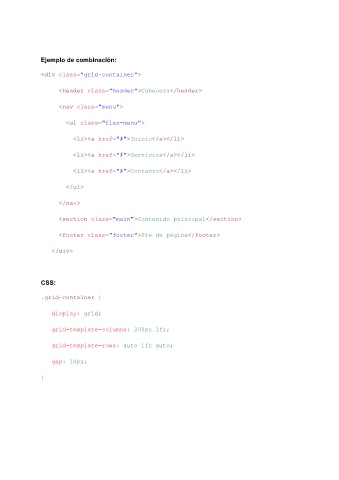 Ejemplo de combinación:
<div class="grid-container">
<header class="header">Cabecera</header>
<nav class="menu">
<ul class="flex-menu">
<li><a href="#">Inicio</a></li>
<li><a href="#">Servicios</a></li>
<li><a href="#">Contacto</a></li>
</ul>
</nav>
<section class="main">Contenido principal</section>
<footer class="footer">Pie de página</footer>
</div>
CSS:
.grid-container {
display: grid;
grid-template-columns: 200px 1fr;
grid-template-rows: auto 1fr auto;
gap: 10px;
}